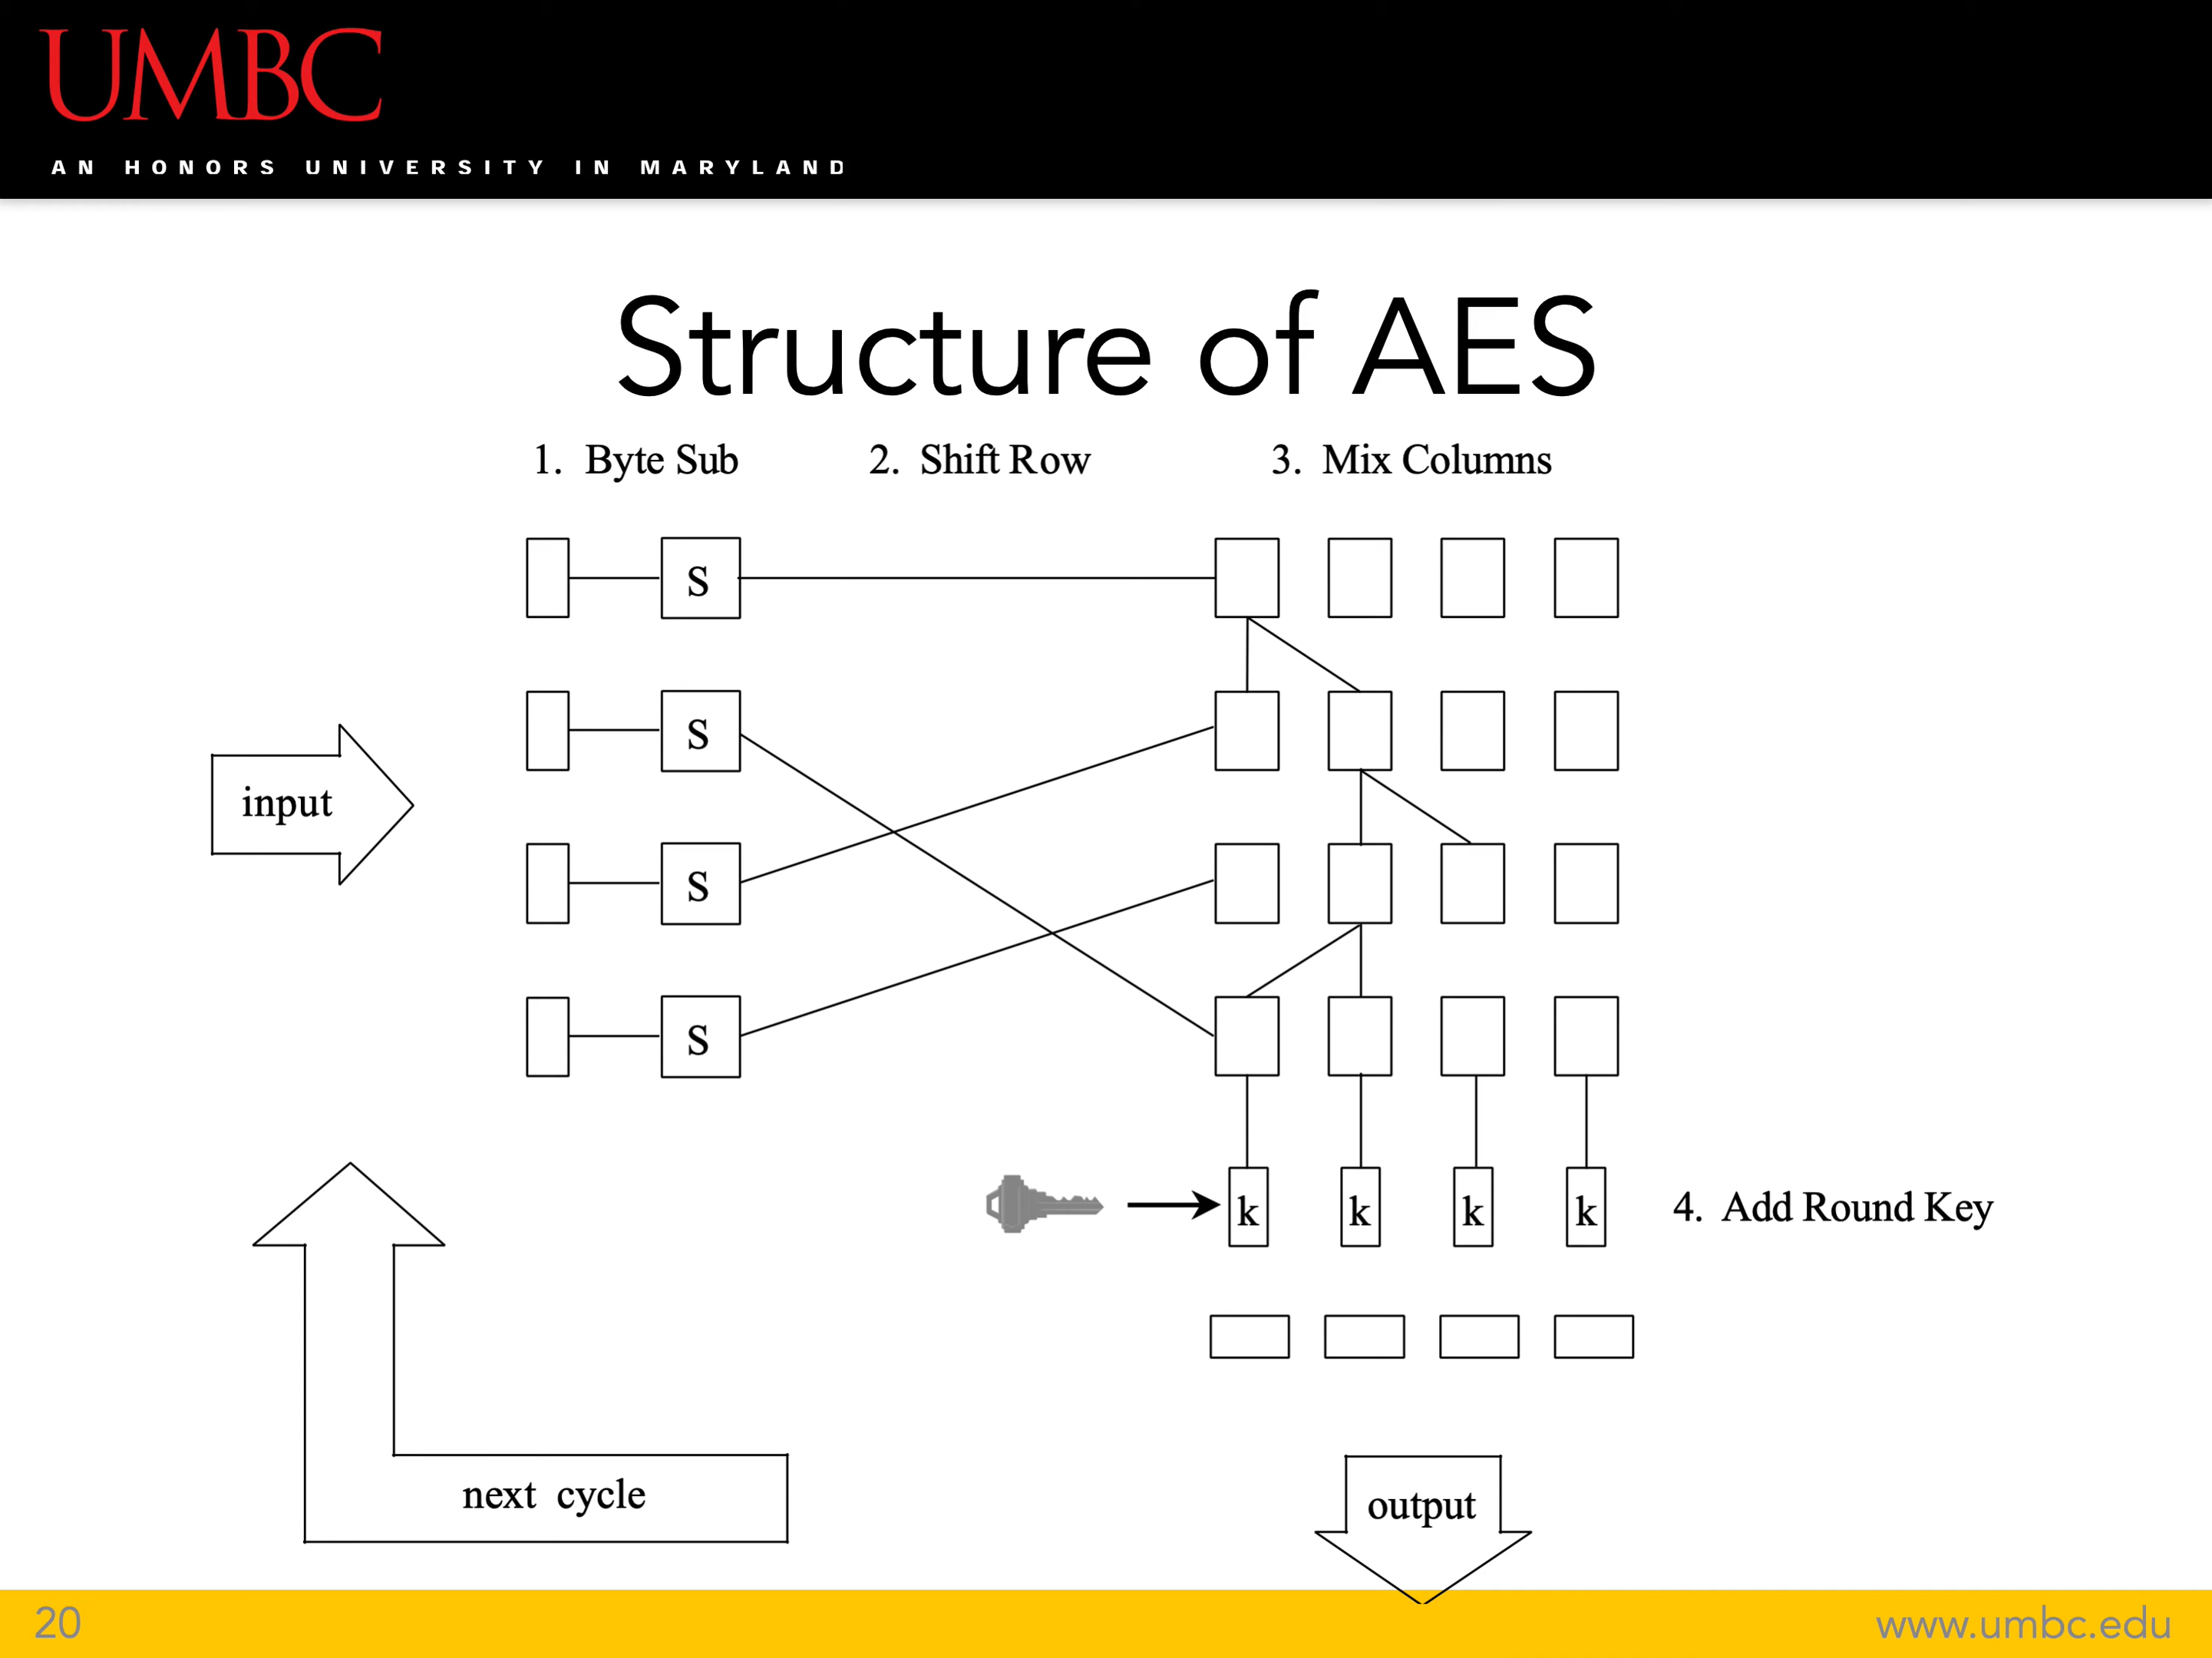 UMBC
AN HONORS UNIVERSITY IN MARYLAND
Structure of AES
1. Byte Sub 2. Shift Row 3. Mix Columns
S
S
input
S
S
k k k k 4. Add Round Key
next cycle
output
20 www.umbc.edu